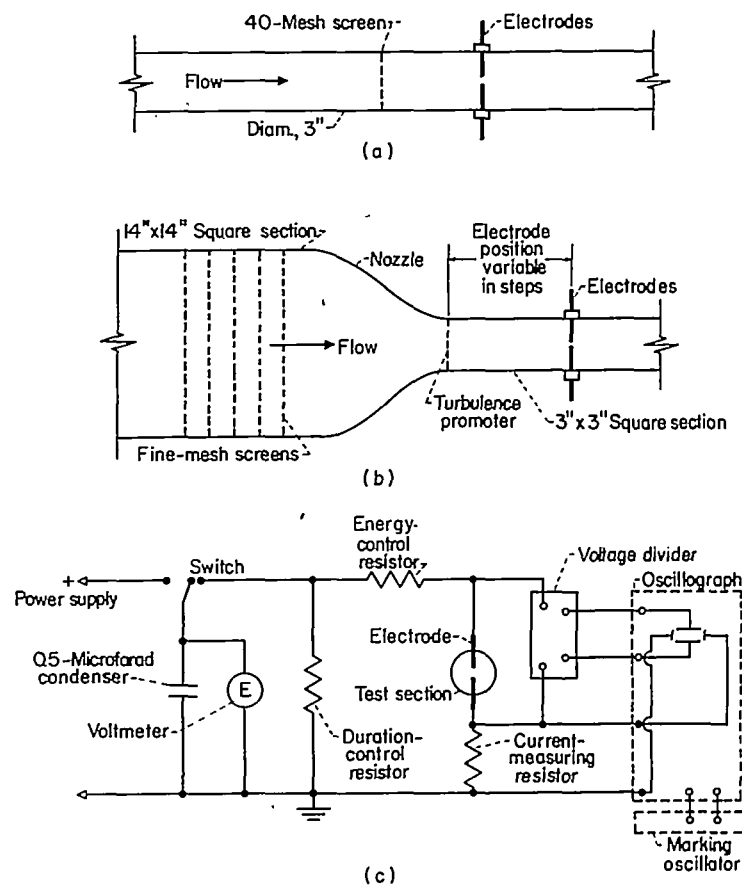 40-Mesh screen
Electrodes
Flow
Diam., 3"
(a)
14"x14" Square section
Nozzle
Electrode
position
variable
in steps
Electrodes
Flow
Turbulence
promoter
3"x3" Square section
Fine-mesh screens
(b)
Energy-
control
resistor
Switch
Voltage divider
Oscillograph
+
Power supply
Electrode
0.5-Microfarad
condenser
E
Test section
Voltmeter
Duration-
control
resistor
Current-
measuring
resistor
Marking
oscillator
(c)